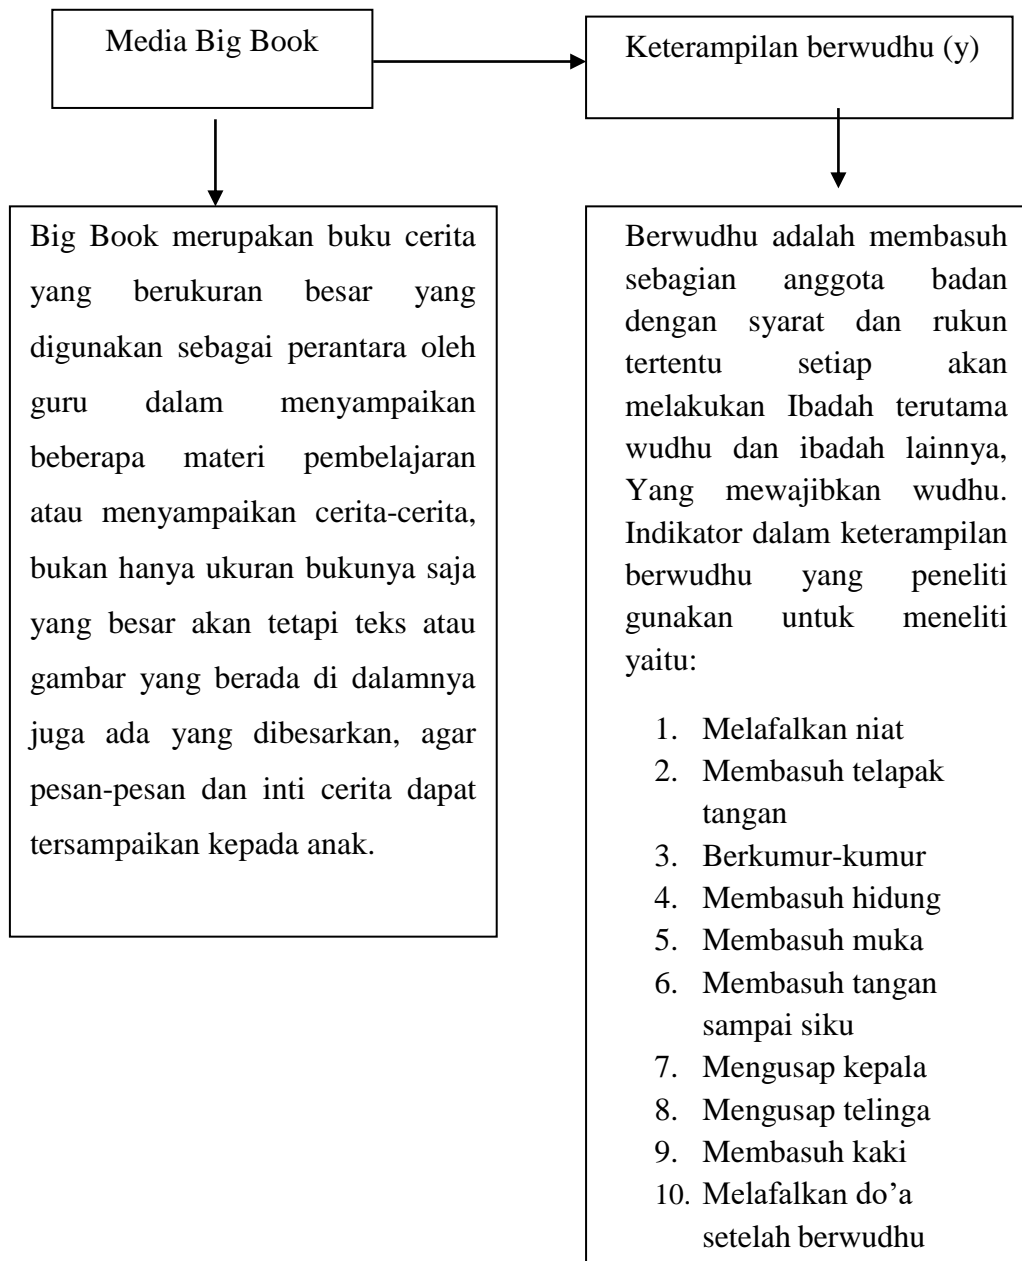 Media Big Book
Keterampilan berwudhu (y)
Big Book merupakan buku cerita
yang berukuran besar yang
digunakan sebagai perantara oleh
guru dalam menyampaikan
beberapa materi pembelajaran
atau menyampaikan cerita-cerita,
bukan hanya ukuran bukunya saja
yang besar akan tetapi teks atau
gambar yang berada di dalamnya
juga ada yang dibesarkan, agar
pesan-pesan dan inti cerita dapat
tersampaikan kepada anak.
Berwudhu adalah membasuh
sebagian anggota badan
dengan syarat dan rukun
tertentu setiap akan
melakukan Ibadah terutama
wudhu dan ibadah lainnya,
Yang mewajibkan wudhu.
Indikator dalam keterampilan
berwudhu yang peneliti
gunakan untuk meneliti
yaitu:
1. Melafalkan niat
2. Membasuh telapak
tangan
3. Berkumur-kumur
4. Membasuh hidung
5. Membasuh muka
6. Membasuh tangan
sampai siku
7. Mengusap kepala
8. Mengusap telinga
9. Membasuh kaki
10. Melafalkan do’a
setelah berwudhu